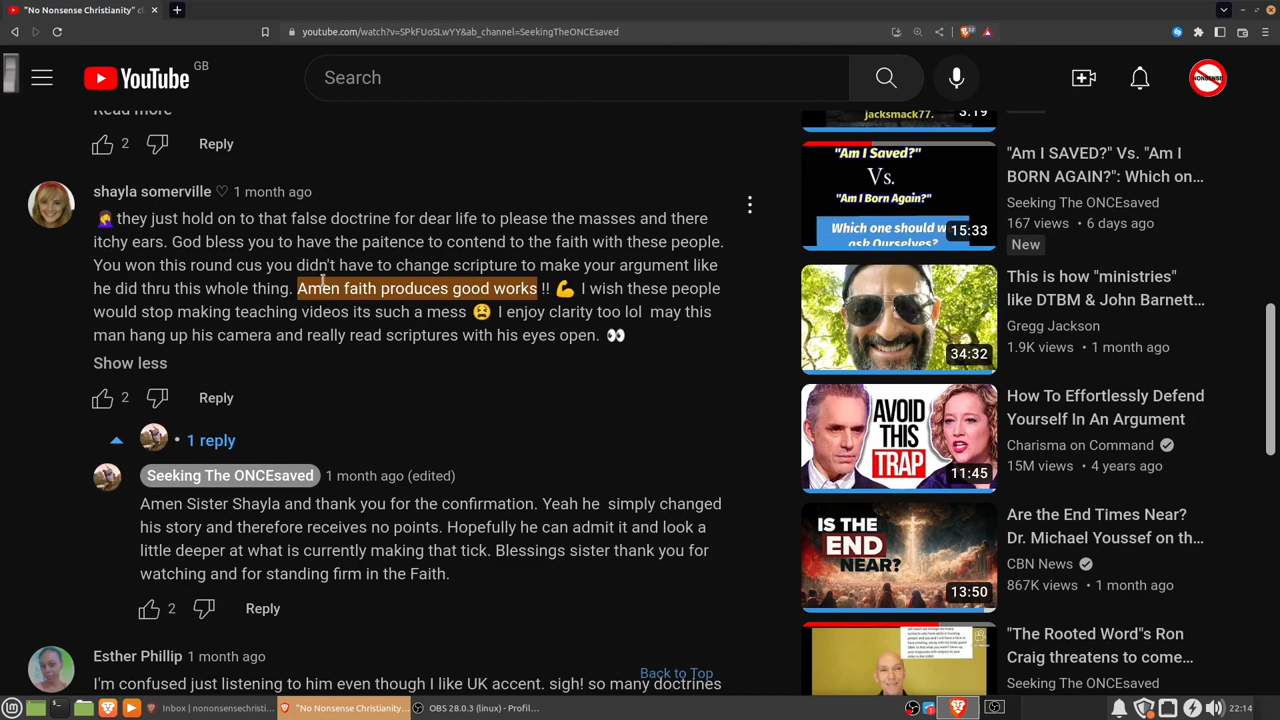 "No Nonsense Christianity" cl
youtube.com/watch?v=SPkFUoSLwYY&ab_channel=SeekingTheONCEsaved
YouTube GB
Search
NONSENSE
Read more
2 Reply
shayla somerville ♡ 1 month ago
🤦‍♀️ they just hold on to that false doctrine for dear life to please the masses and there
itchy ears. God bless you to have the paitence to contend to the faith with these people.
You won this round cus you didn't have to change scripture to make your argument like
he did thru this whole thing. Amen faith produces good works !! 💪 I wish these people
would stop making teaching videos its such a mess 😫 I enjoy clarity too lol may this
man hang up his camera and really read scriptures with his eyes open. 👀
Show less
2 Reply
• 1 reply
Seeking The ONCEsaved 1 month ago (edited)
Amen Sister Shayla and thank you for the confirmation. Yeah he simply changed
his story and therefore receives no points. Hopefully he can admit it and look a
little deeper at what is currently making that tick. Blessings sister thank you for
watching and for standing firm in the Faith.
2 Reply
Esther Phillip 1
Back to Top
I'm confused just listening to him even though I like UK accent. sigh! so many doctrines
jacksmack77.
3:19
"Am I Saved?"
Vs.
"Am I Born Again?"
Which one should we
ask Ourselves?
15:33
"Am I SAVED?" Vs. "Am I
BORN AGAIN?": Which on...
Seeking The ONCEsaved
167 views • 6 days ago
New
34:32
This is how "ministries"
like DTBM & John Barnett...
Gregg Jackson
1.9K views • 1 month ago
AVOID
THIS
TRAP
11:45
How To Effortlessly Defend
Yourself In An Argument
Charisma on Command
15M views • 4 years ago
IS THE
END
NEAR?
13:50
Are the End Times Near?
Dr. Michael Youssef on th...
CBN News
867K views • 1 month ago
"The Rooted Word"s Ron
Craig threatens to come...
Seeking The ONCEsaved
Inbox | nononsensechristi...
"No Nonsense Christianity...
OBS 28.0.3 (linux) - Profil...
22:14